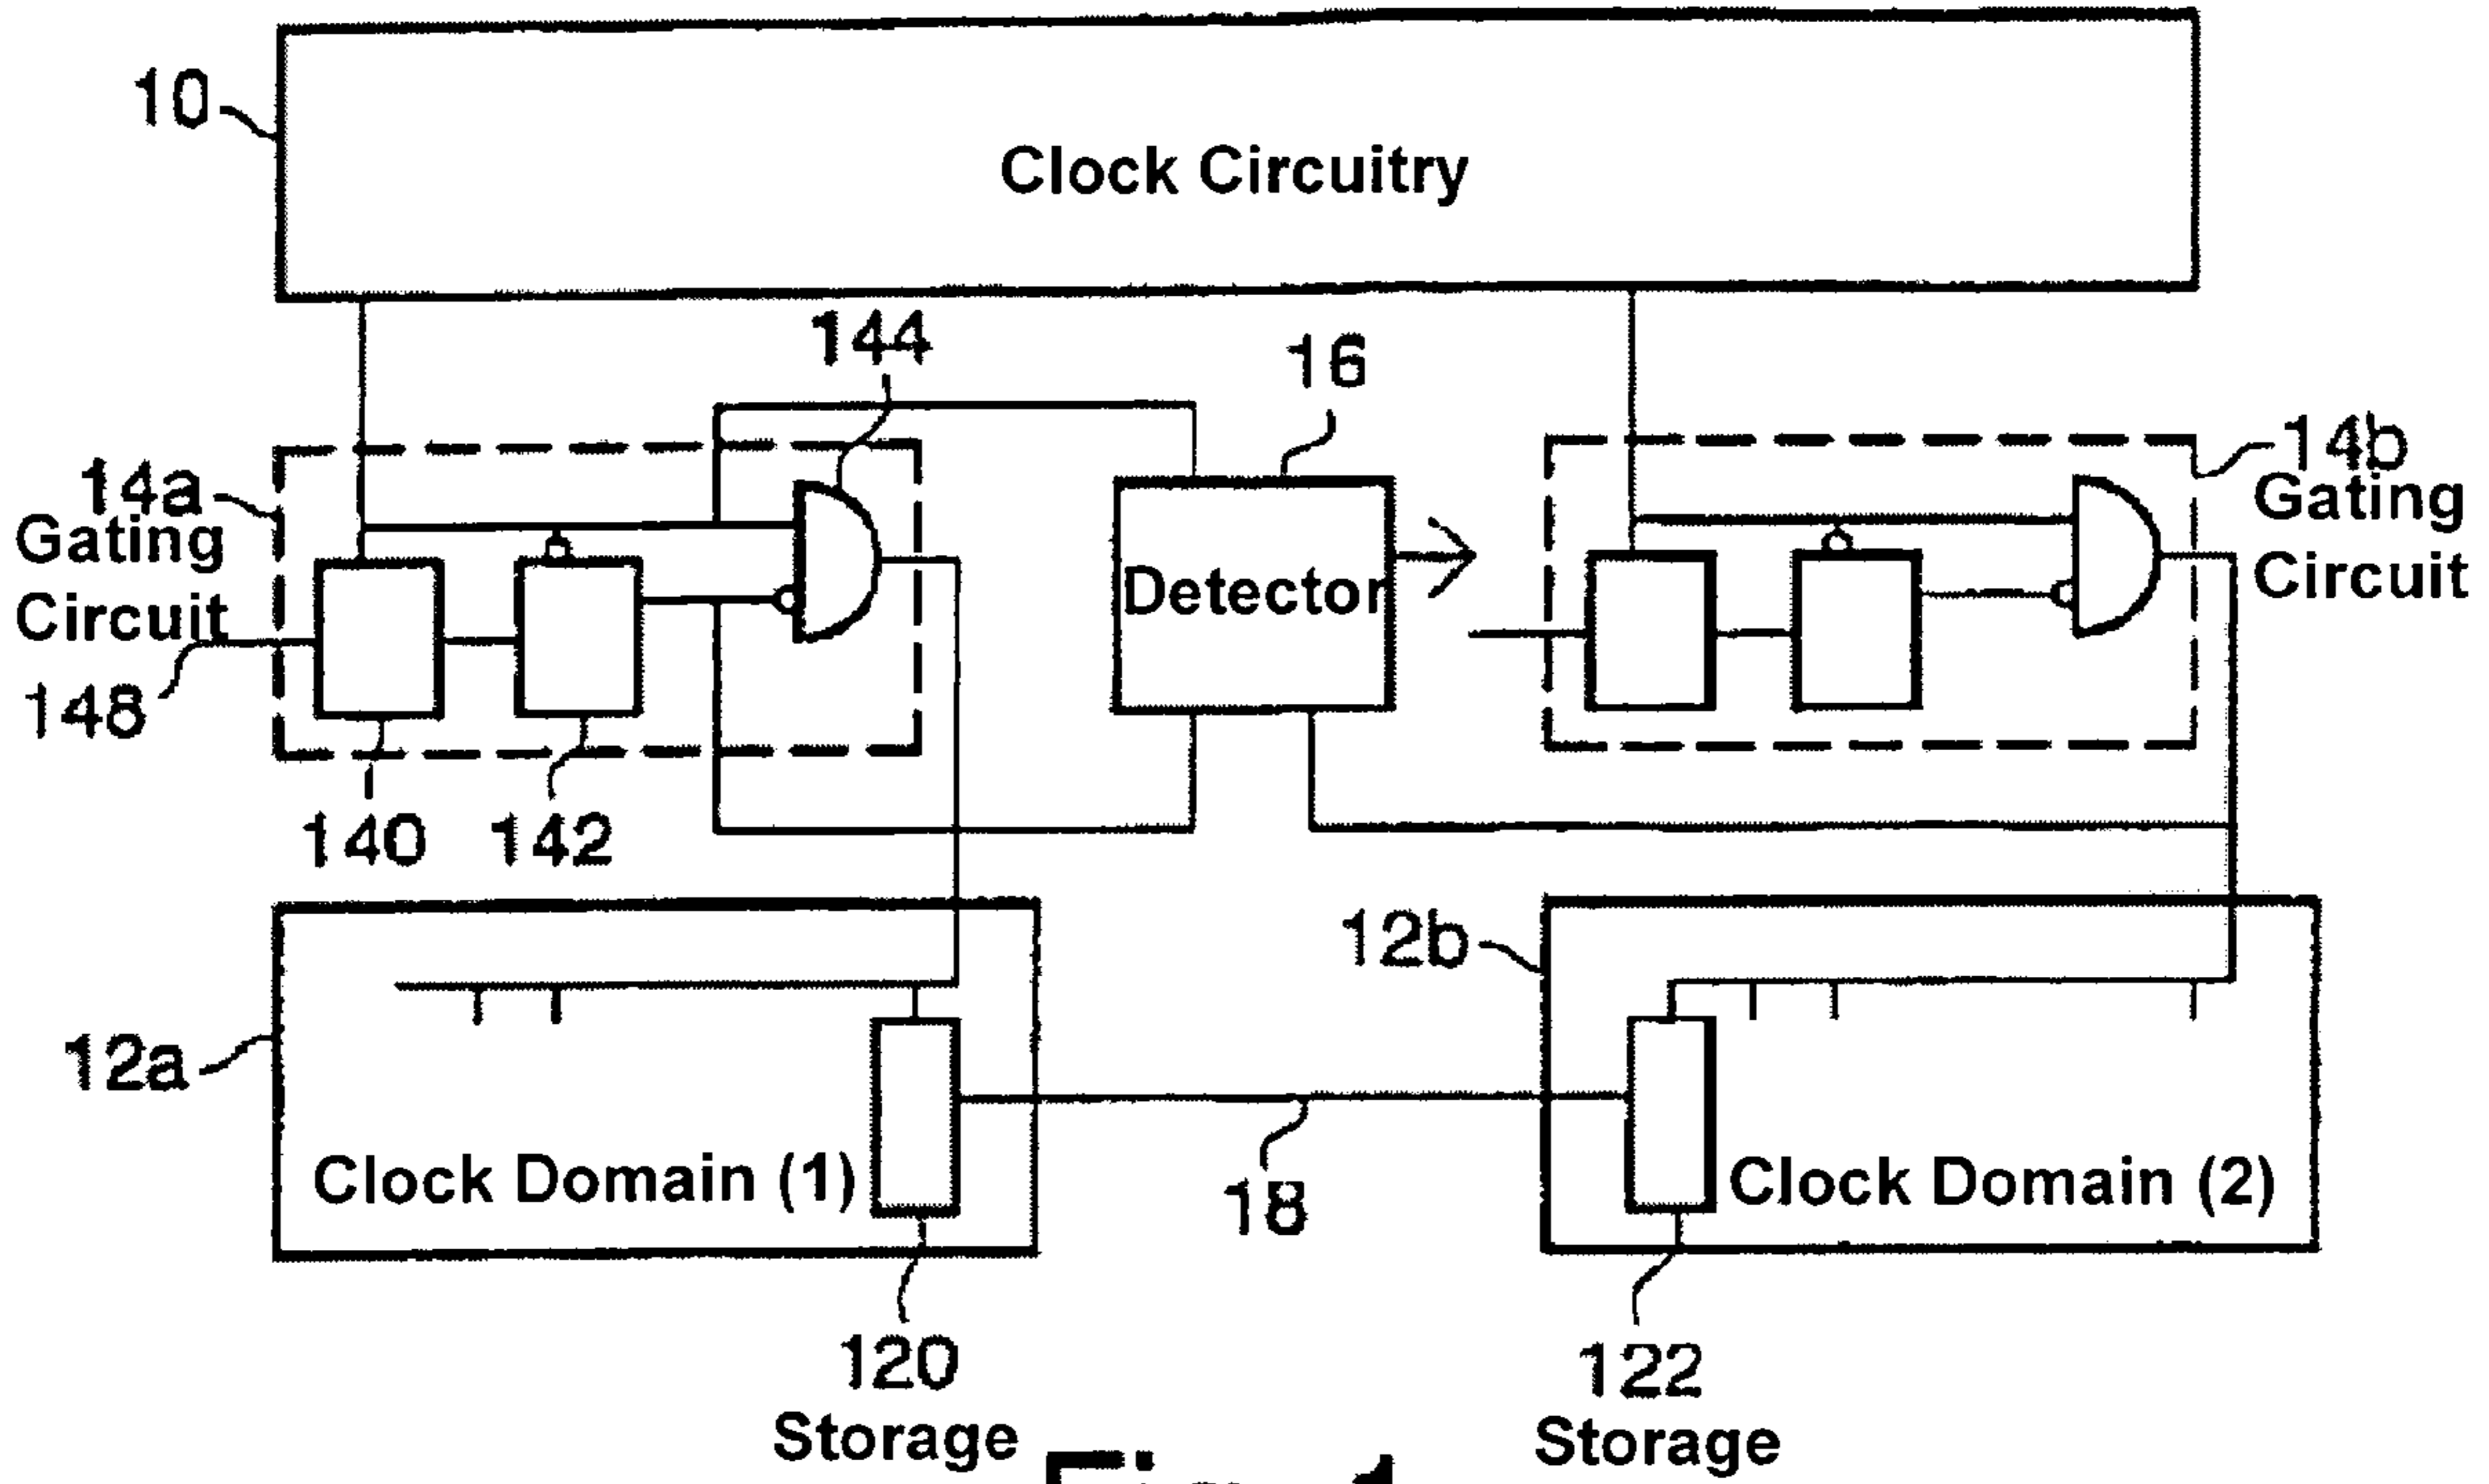 10
Clock Circuitry
144
16
14a
Gating
Circuit
148
14b
Gating
Circuit
Detector
140
142
12a
12b
Clock Domain (1)
18
Clock Domain (2)
120
Storage
122
Storage